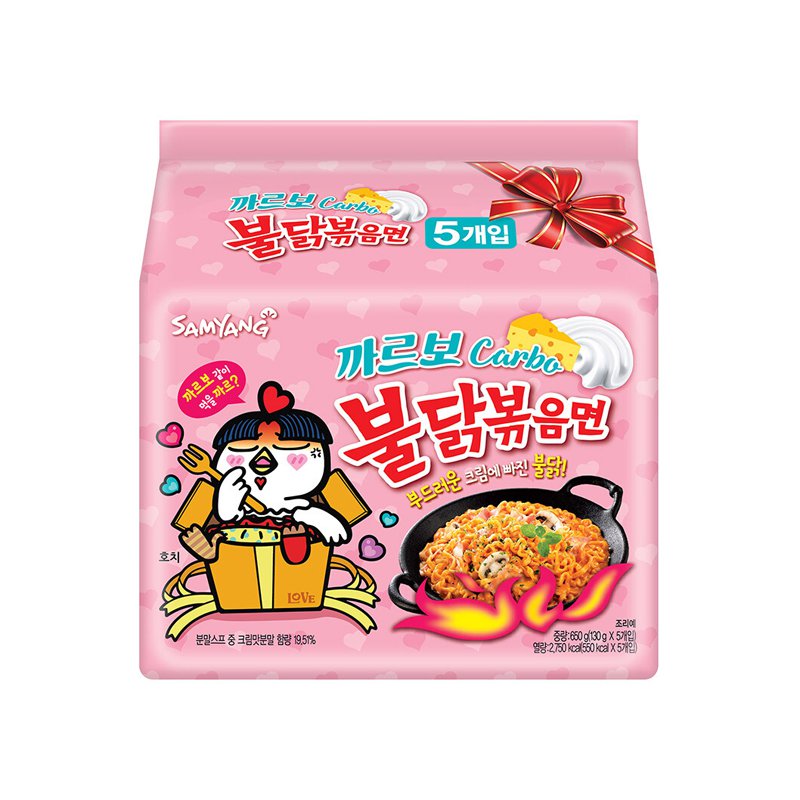 까르보 Carbo
불닭볶음면
5개입
SAMYANG
까르보 Carbo
까르보 같이
먹을 까르?
불닭볶음면
부드러운 크림에 빠진 불닭!
호치
LOVE
조리예
분말스프 중 크림맛분말 함량 19.51%
중량:650 g(130 g X 5개입)
열량:2,750 kcal(550 kcal X 5개입)